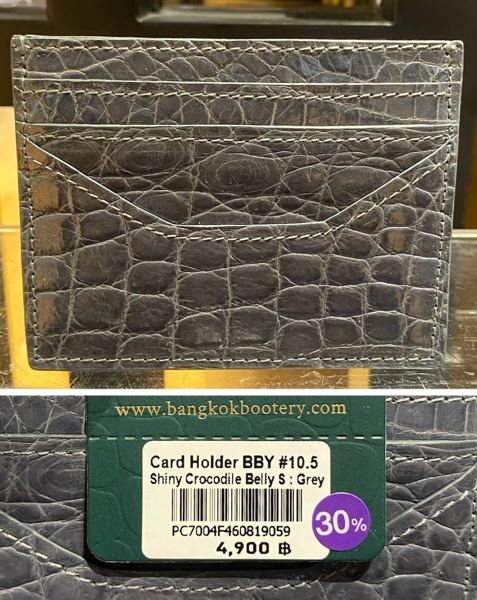 www.bangkokbootery.com
Card Holder BBY #10.5
Shiny Crocodile Belly S : Grey
PC7004F460819059
4,900 ฿
30%